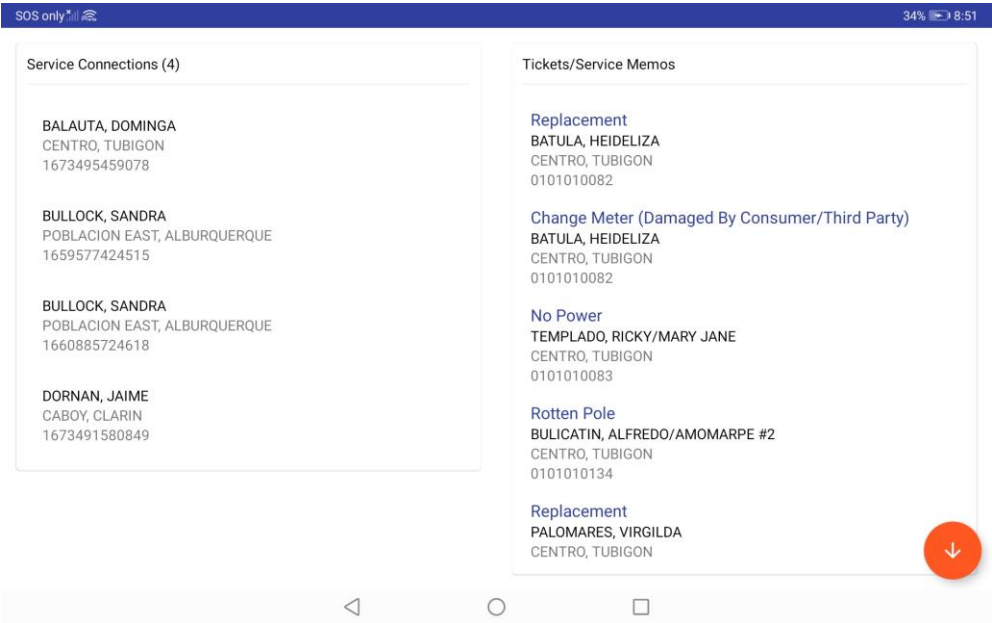 SOS only
34% 8:51
Service Connections (4)
BALAUTA, DOMINGA
CENTRO, TUBIGON
1673495459078
BULLOCK, SANDRA
POBLACION EAST, ALBURQUERQUE
1659577424515
BULLOCK, SANDRA
POBLACION EAST, ALBURQUERQUE
1660885724618
DORNAN, JAIME
CABOY, CLARIN
1673491580849
Tickets/Service Memos
Replacement
BATULA, HEIDELIZA
CENTRO, TUBIGON
0101010082
Change Meter (Damaged By Consumer/Third Party)
BATULA, HEIDELIZA
CENTRO, TUBIGON
0101010082
No Power
TEMPLADO, RICKY/MARY JANE
CENTRO, TUBIGON
0101010083
Rotten Pole
BULICATIN, ALFREDO/AMOMARPE #2
CENTRO, TUBIGON
0101010134
Replacement
PALOMARES, VIRGILDA
CENTRO, TUBIGON